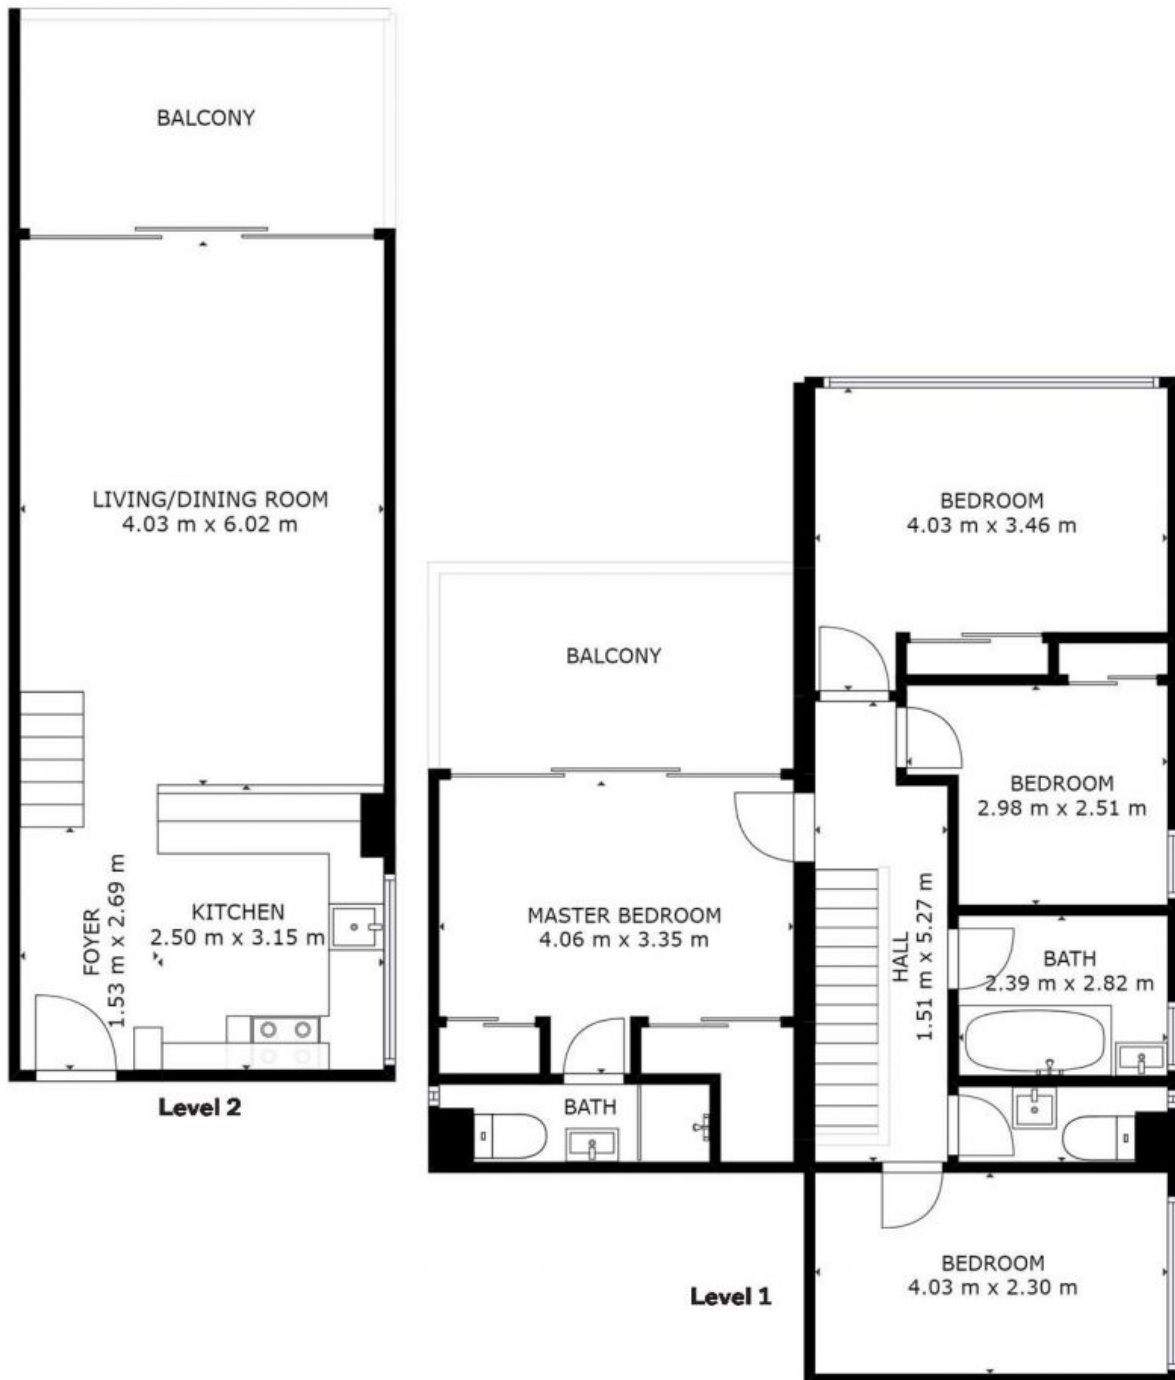 BALCONY
LIVING/DINING ROOM
4.03 m x 6.02 m
FOYER
1.53 m x 2.69 m
KITCHEN
2.50 m x 3.15 m
Level 2
BALCONY
MASTER BEDROOM
4.06 m x 3.35 m
BATH
BEDROOM
4.03 m x 3.46 m
BEDROOM
2.98 m x 2.51 m
HALL
1.51 m x 5.27 m
BATH
2.39 m x 2.82 m
BEDROOM
4.03 m x 2.30 m
Level 1